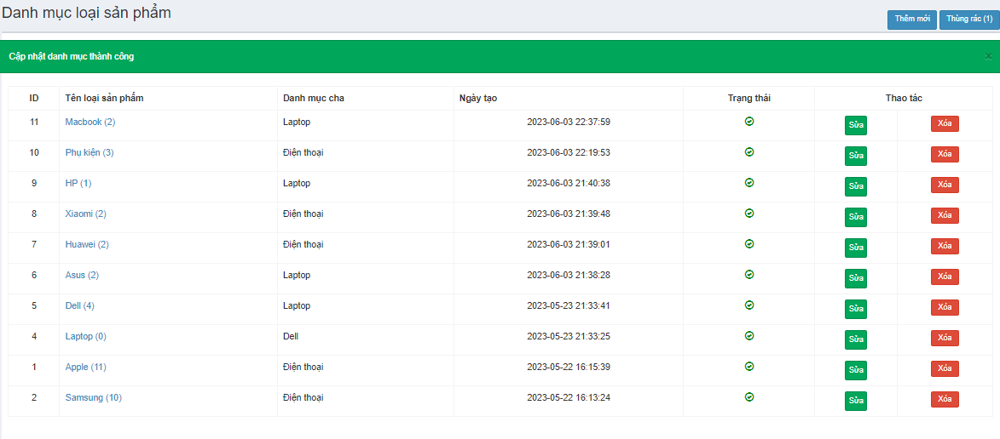 Danh mục loại sản phẩm
Thêm mới Thùng rác (1)
Cập nhật danh mục thành công ×
ID Tên loại sản phẩm Danh mục cha Ngày tạo Trạng thái Thao tác
11 Macbook (2) Laptop 2023-06-03 22:37:59 Sửa Xóa
10 Phụ kiện (3) Điện thoại 2023-06-03 22:19:53 Sửa Xóa
9 HP (1) Laptop 2023-06-03 21:40:38 Sửa Xóa
8 Xiaomi (2) Điện thoại 2023-06-03 21:39:48 Sửa Xóa
7 Huawei (2) Điện thoại 2023-06-03 21:39:01 Sửa Xóa
6 Asus (2) Laptop 2023-06-03 21:38:28 Sửa Xóa
5 Dell (4) Laptop 2023-05-23 21:33:41 Sửa Xóa
4 Laptop (0) Dell 2023-05-23 21:33:25 Sửa Xóa
1 Apple (11) Điện thoại 2023-05-22 16:15:39 Sửa Xóa
2 Samsung (10) Điện thoại 2023-05-22 16:13:24 Sửa Xóa